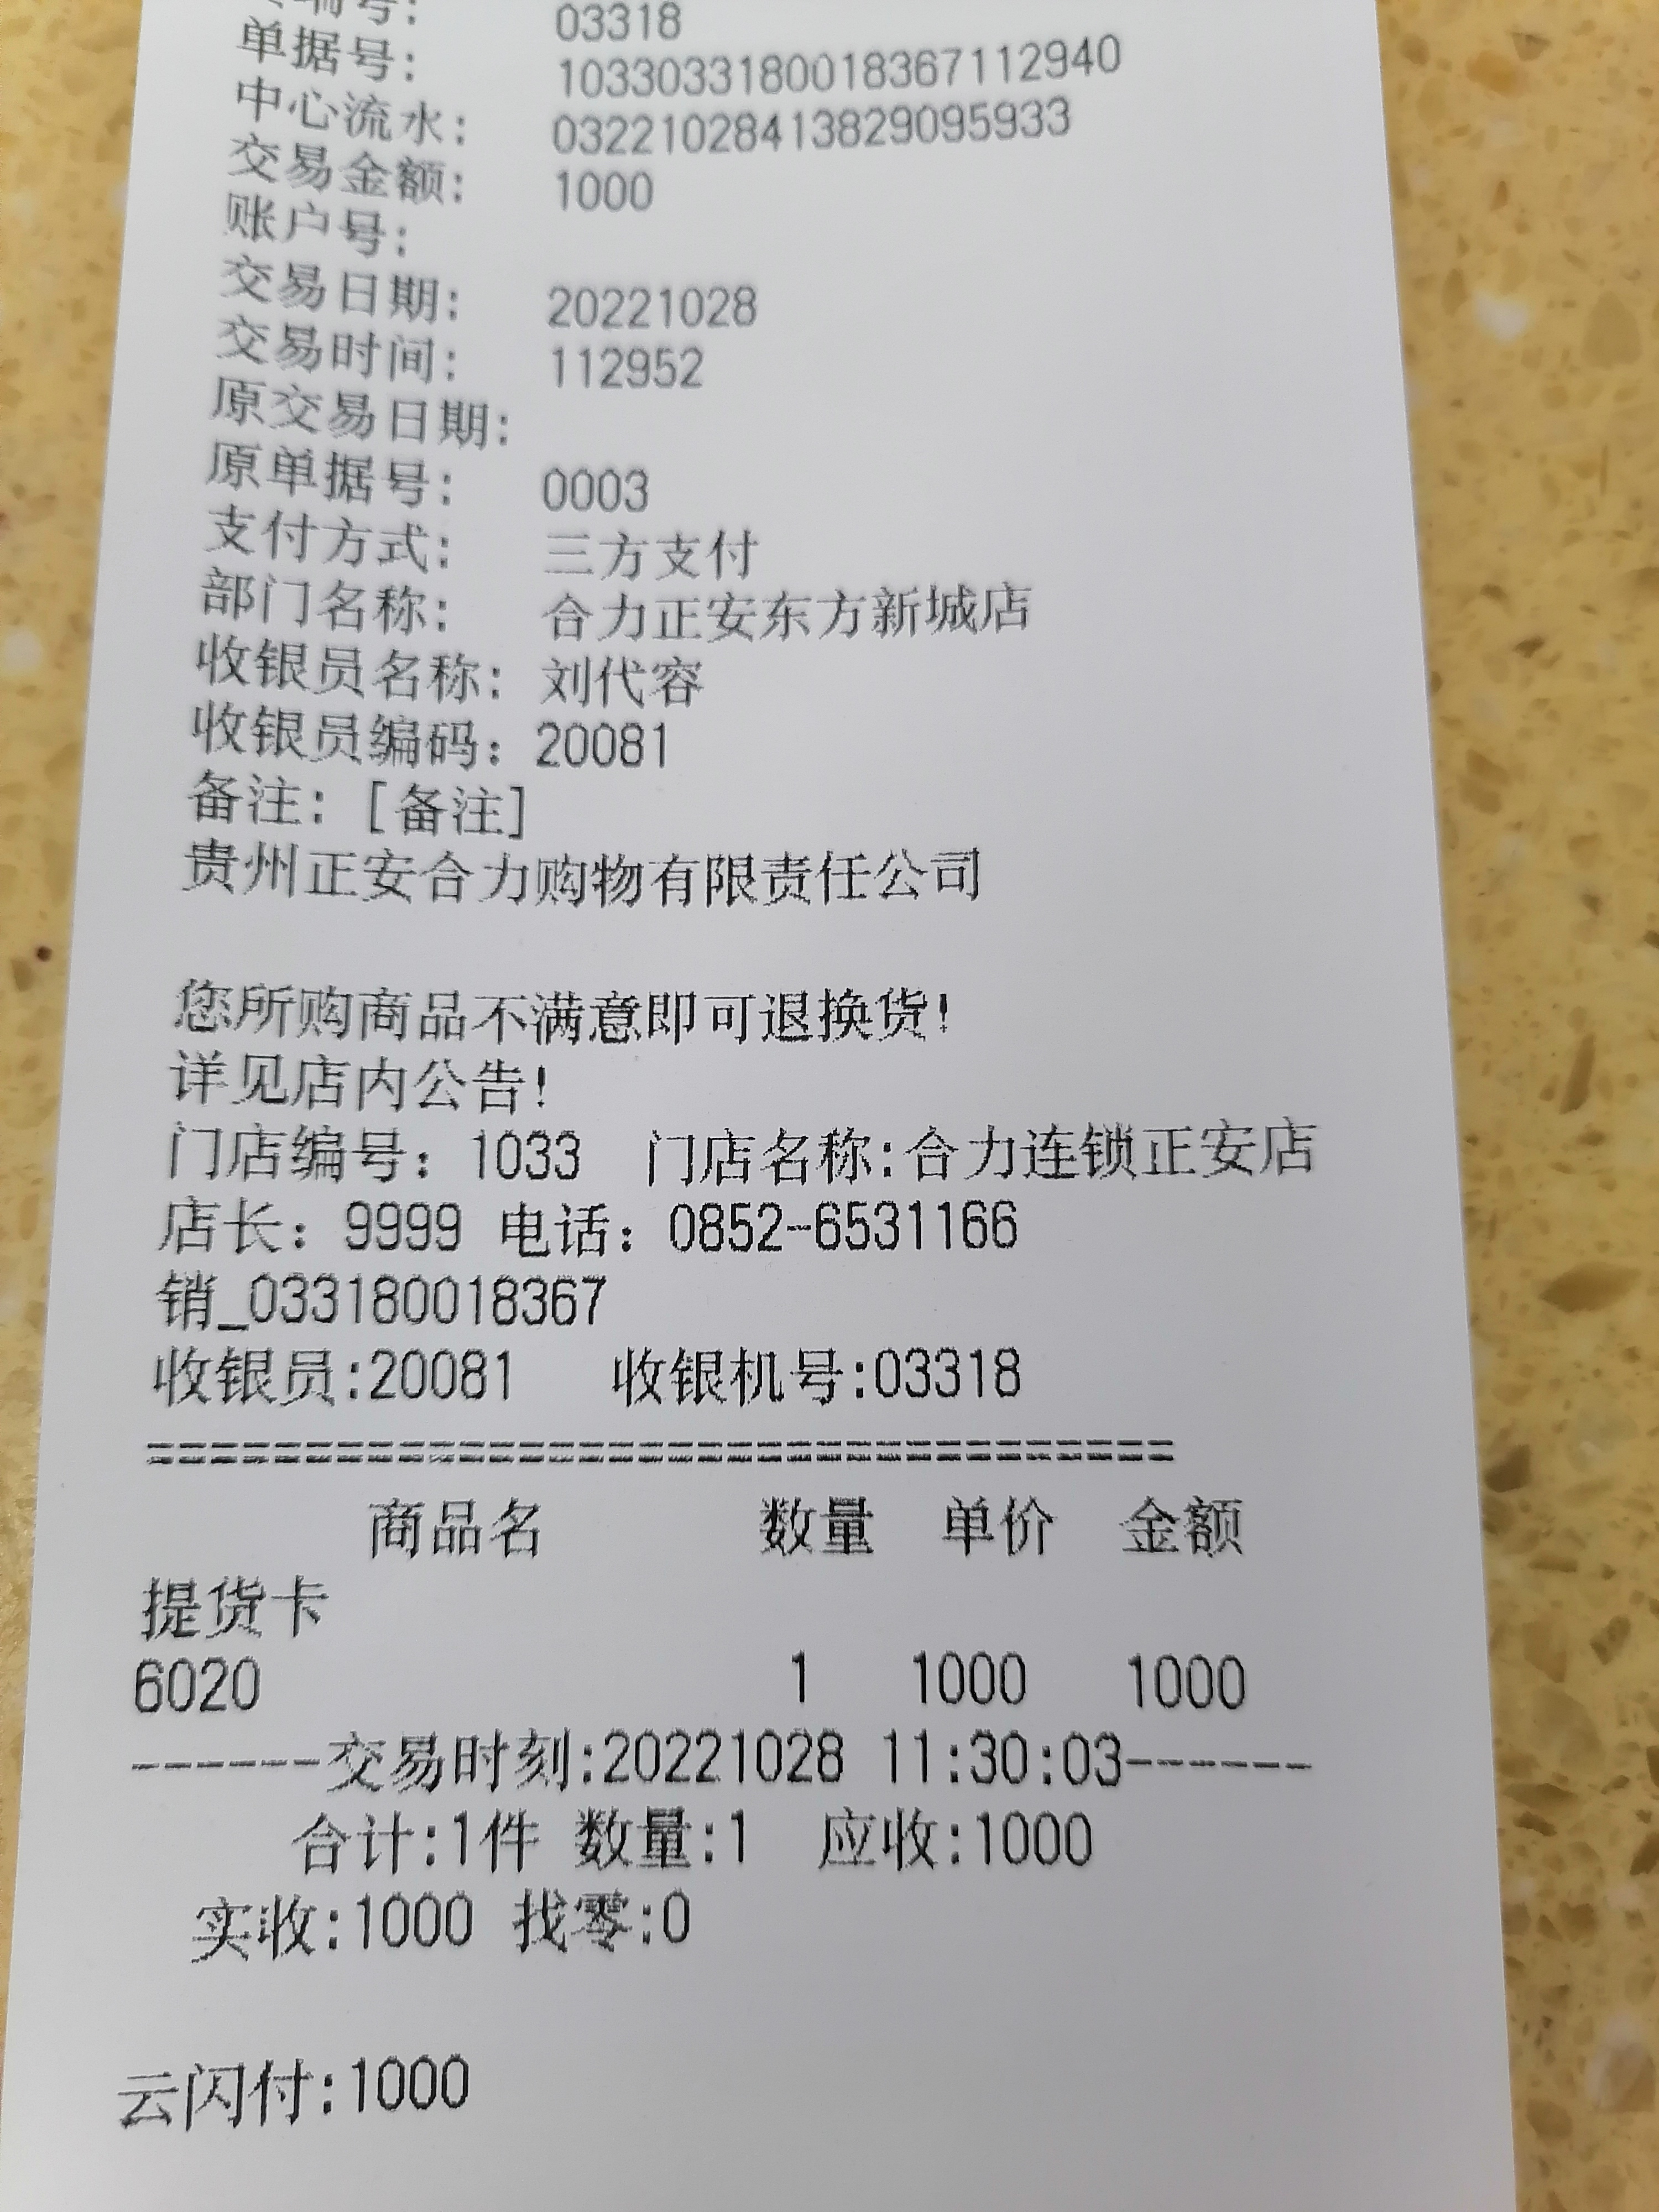 编号: 03318
单据号: 10330331800183671​12940
中心流水: 03221028413829095933
交易金额: 1000
账户号:
交易日期: 20221028
交易时间: 112952
原交易日期:
原单据号: 0003
支付方式: 三方支付
部门名称: 合力正安东方新城店
收银员名称: 刘代容
收银员编码: 20081
备注: [备注]
贵州正安合力购物有限责任公司
您所购商品不满意即可退换货!
详见店内公告!
门店编号: 1033 门店名称:合力连锁正安店
店长: 9999 电话: 0852-6531166
销_033180018367
收银员:20081 收银机号:03318
===================================
商品名 数量 单价 金额
提货卡
6020 1 1000 1000
------交易时刻:20221028 11:30:03------
合计:1件 数量:1 应收:1000
实收:1000 找零:0
云闪付:1000